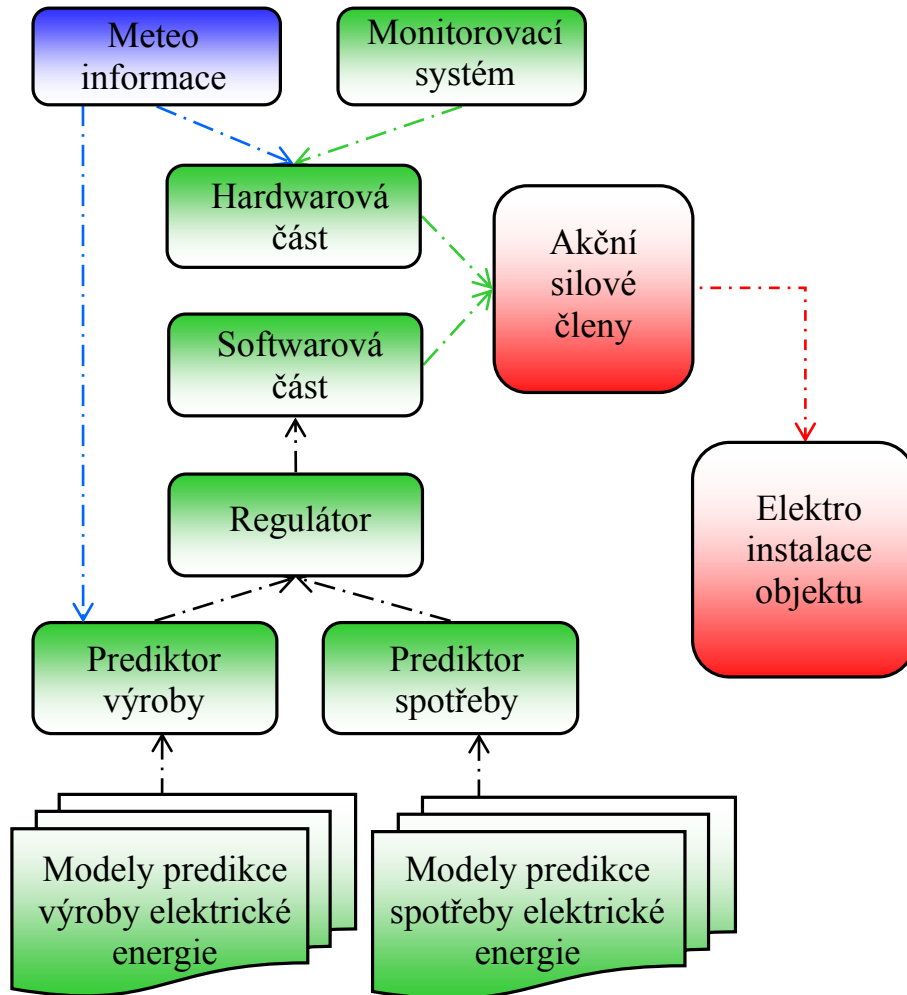 Meteo
informace
Monitorovací
systém
Hardwarová
část
Akční
silové
členy
Softwarová
část
Regulátor
Elektro
instalace
objektu
Prediktor
výroby
Prediktor
spotřeby
Modely predikce
výroby elektrické
energie
Modely predikce
spotřeby elektrické
energie